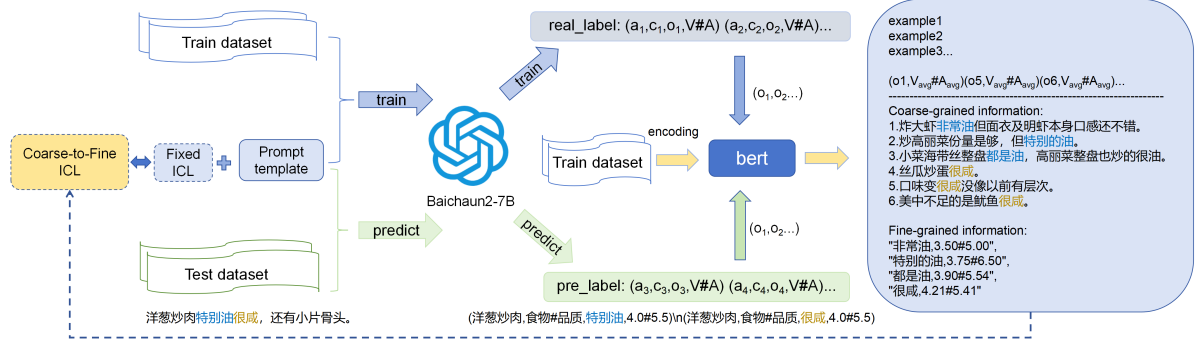 Train dataset
train
Coarse-to-Fine
ICL
Fixed
ICL
Prompt
template
predict
Test dataset
洋葱炒肉特别油很咸，还有小片骨头。
Baichaun2-7B
train
predict
real_label: (a1,c1,o1,V#A) (a2,c2,o2,V#A)...
(o1,o2...)
encoding
Train dataset
bert
(o1,o2...)
pre_label: (a3,c3,o3,V#A) (a4,c4,o4,V#A)...
(洋葱炒肉,食物#品质,特别油,4.0#5.5)\n(洋葱炒肉,食物#品质,很咸,4.0#5.5)
example1
example2
example3...
(o1,Vavg#Aavg)(o5,Vavg#Aavg)(o6,Vavg#Aavg)...
Coarse-grained information:
1.炸大虾非常油但面衣及明虾本身口感还不错。
2.炒高丽菜份量是够，但特别的油。
3.小菜海带丝整盘都是油，高丽菜整盘也炒的很油。
4.丝瓜炒蛋很咸。
5.口味变很咸没像以前有层次。
6.美中不足的是鱿鱼很咸。
Fine-grained information:
"非常油,3.50#5.00",
"特别的油,3.75#6.50",
"都是油,3.90#5.54",
"很咸,4.21#5.41"